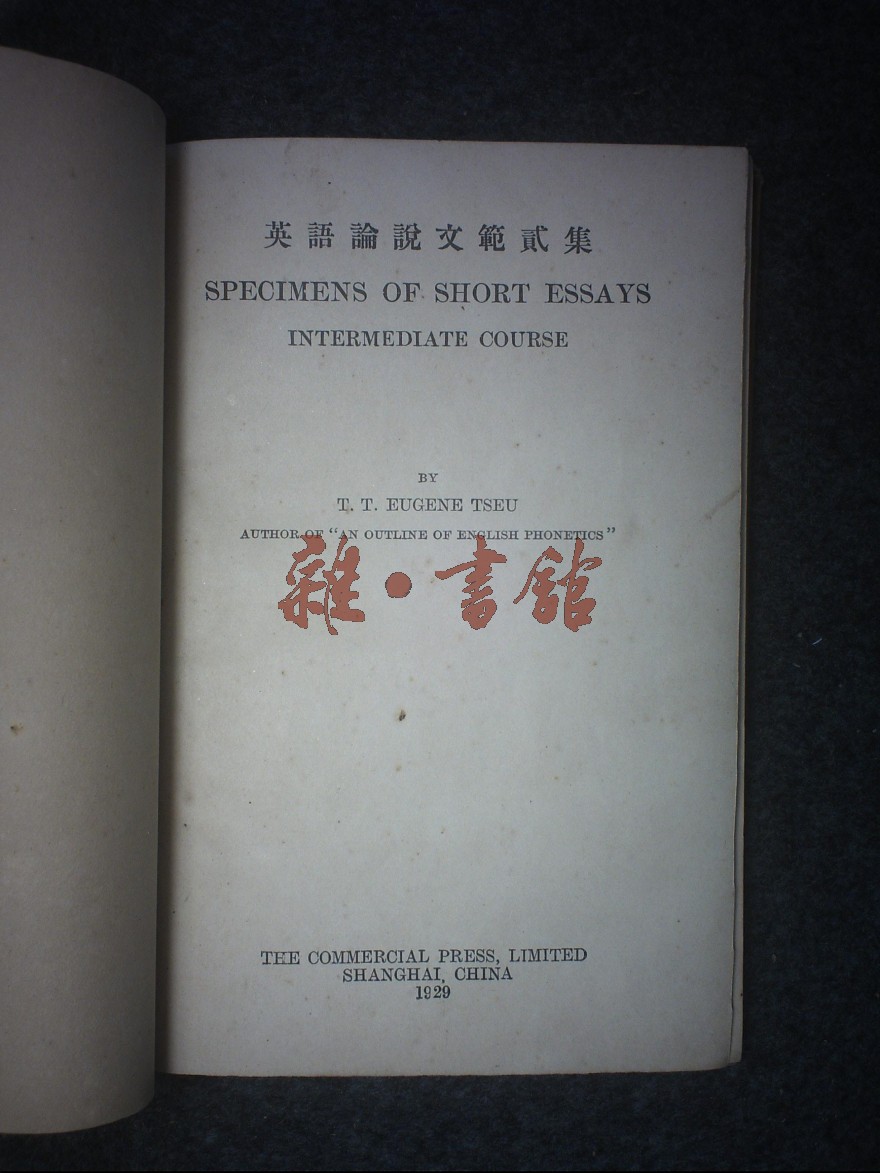 英語論說文範貳集
SPECIMENS OF SHORT ESSAYS
INTERMEDIATE COURSE
BY
T. T. EUGENE TSEU
AUTHOR OF "AN OUTLINE OF ENGLISH PHONETICS"
雜·書館
THE COMMERCIAL PRESS, LIMITED
SHANGHAI, CHINA
1929